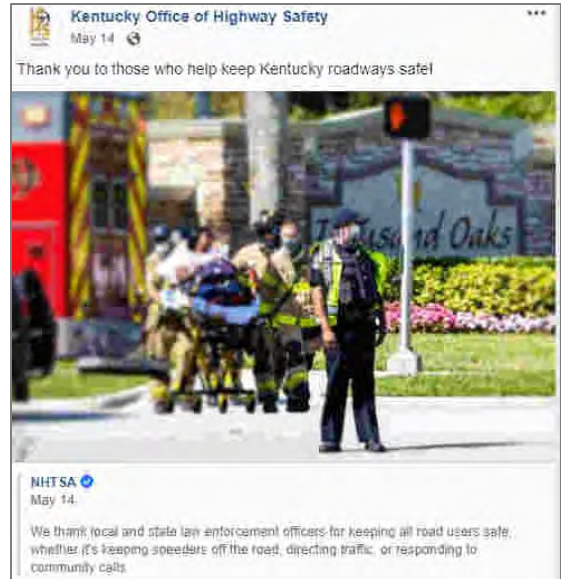 Kentucky Office of Highway Safety
May 14
Thank you to those who help keep Kentucky roadways safe!
Oaks
NHTSA
May 14
We thank local and state law enforcement officers for keeping all road users safe,
whether it's keeping speeders off the road, directing traffic, or responding to
community calls